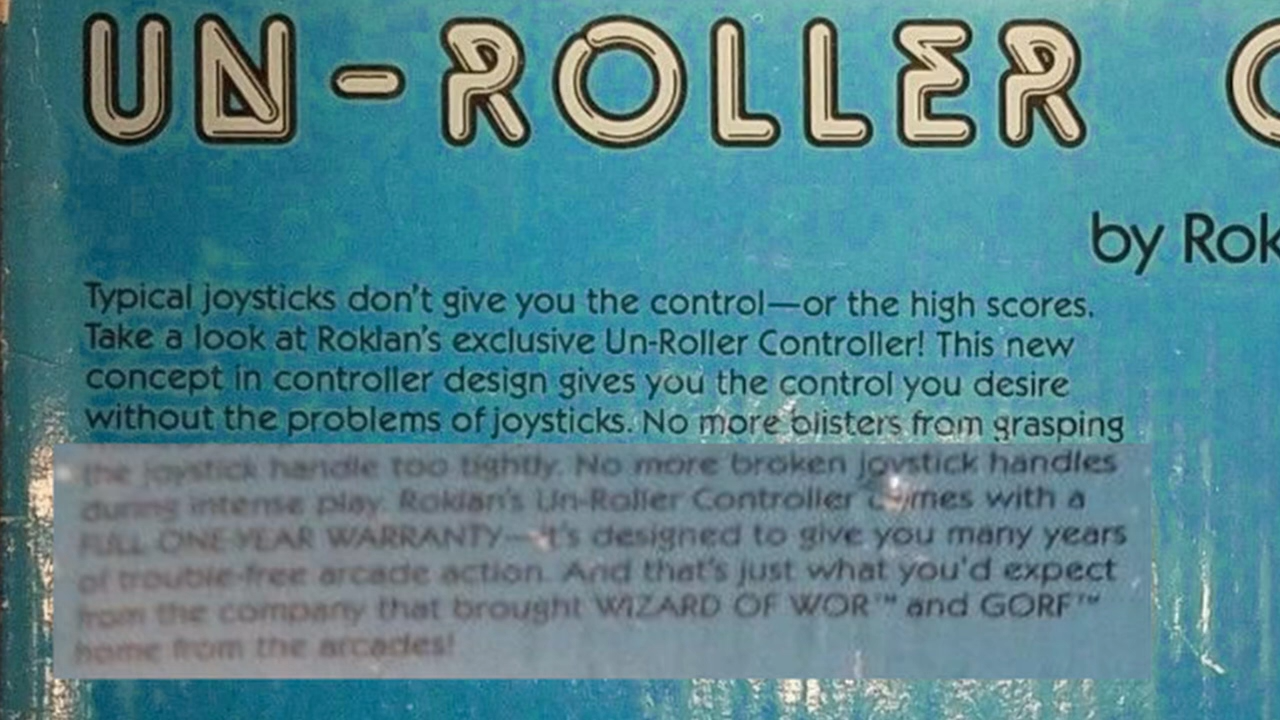 UN-ROLLER
by Rok
Typical joysticks don't give you the control—or the high scores.
Take a look at Roklan's exclusive Un-Roller Controller! This new
concept in controller design gives you the control you desire
without the problems of joysticks. No more blisters from grasping
the joystick handle too tightly. No more broken joystick handles
during intense play. Roklan's Un-Roller Controller comes with a
FULL ONE-YEAR WARRANTY—it's designed to give you many years
of trouble-free arcade action. And that's just what you'd expect
from the company that brought WIZARD OF WOR™ and GORF™
home from the arcades!